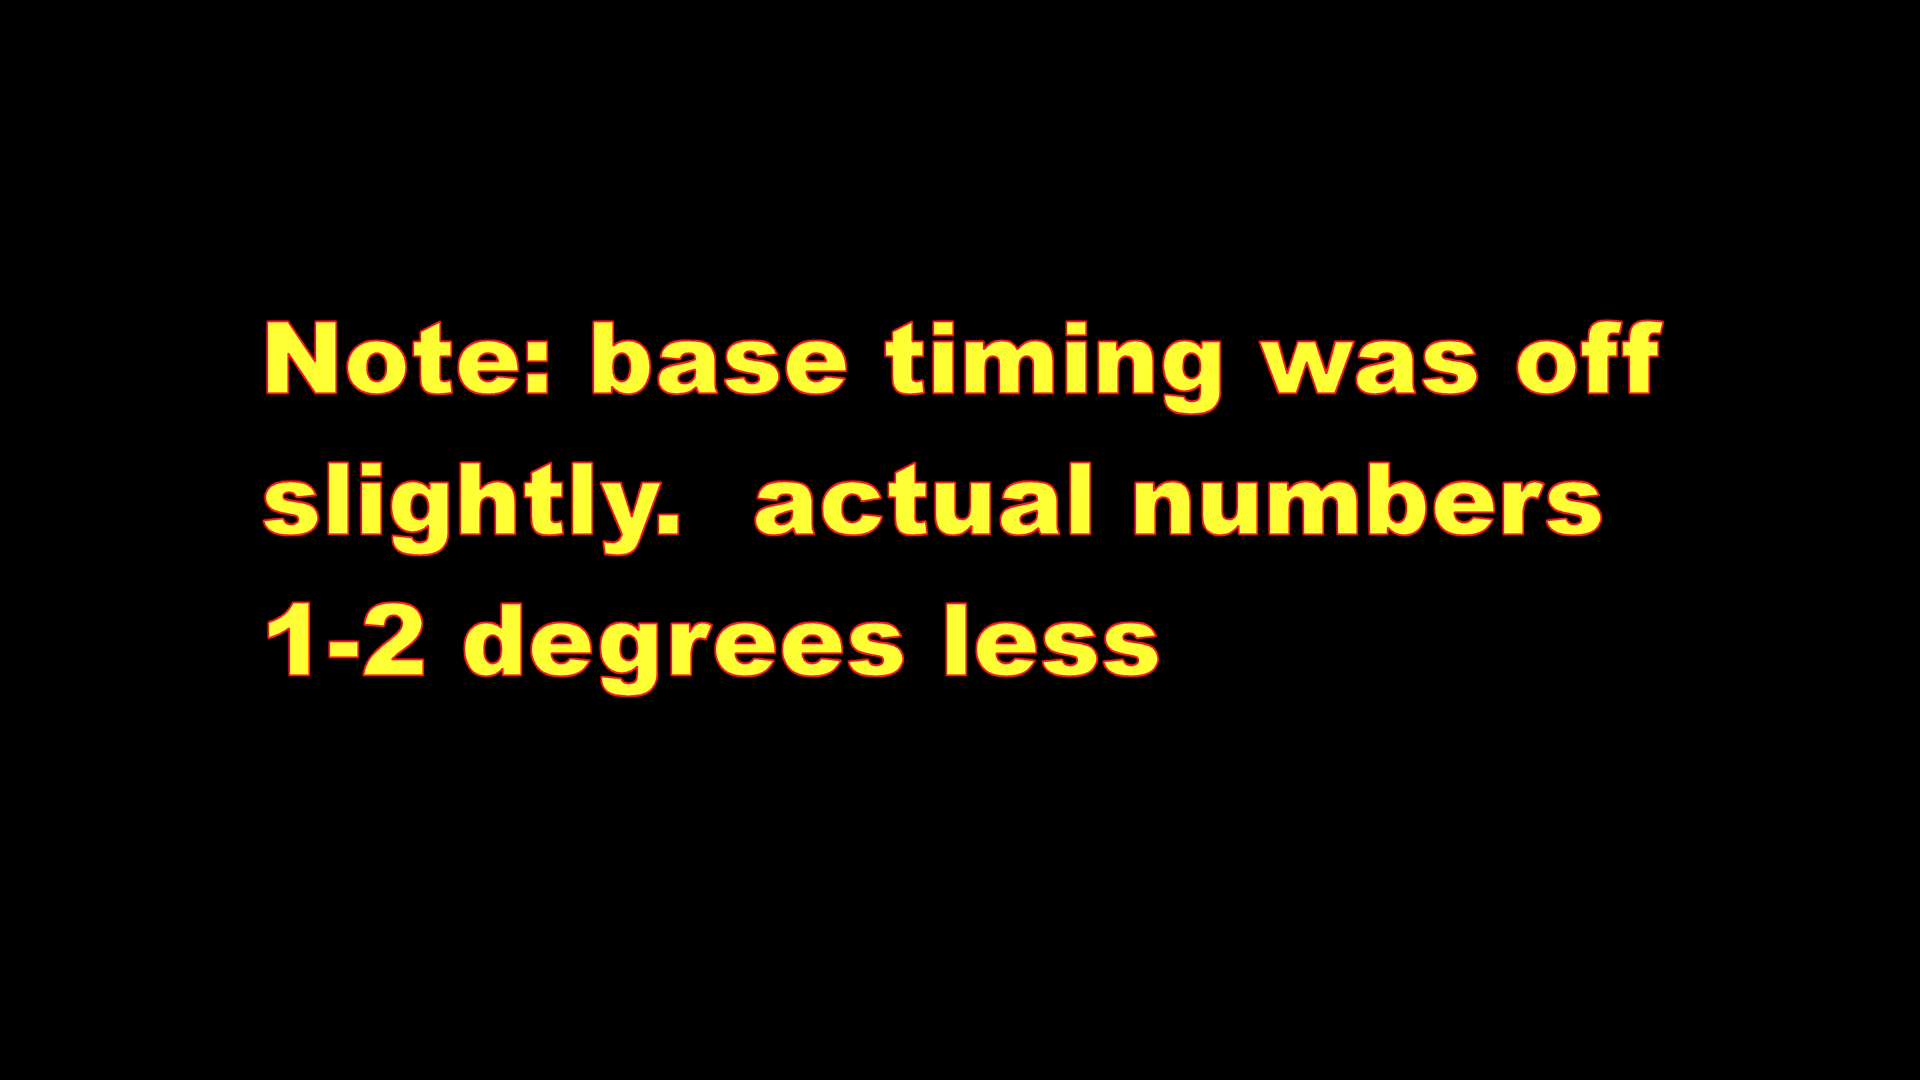 Note: base timing was off
slightly.  actual numbers
1-2 degrees less